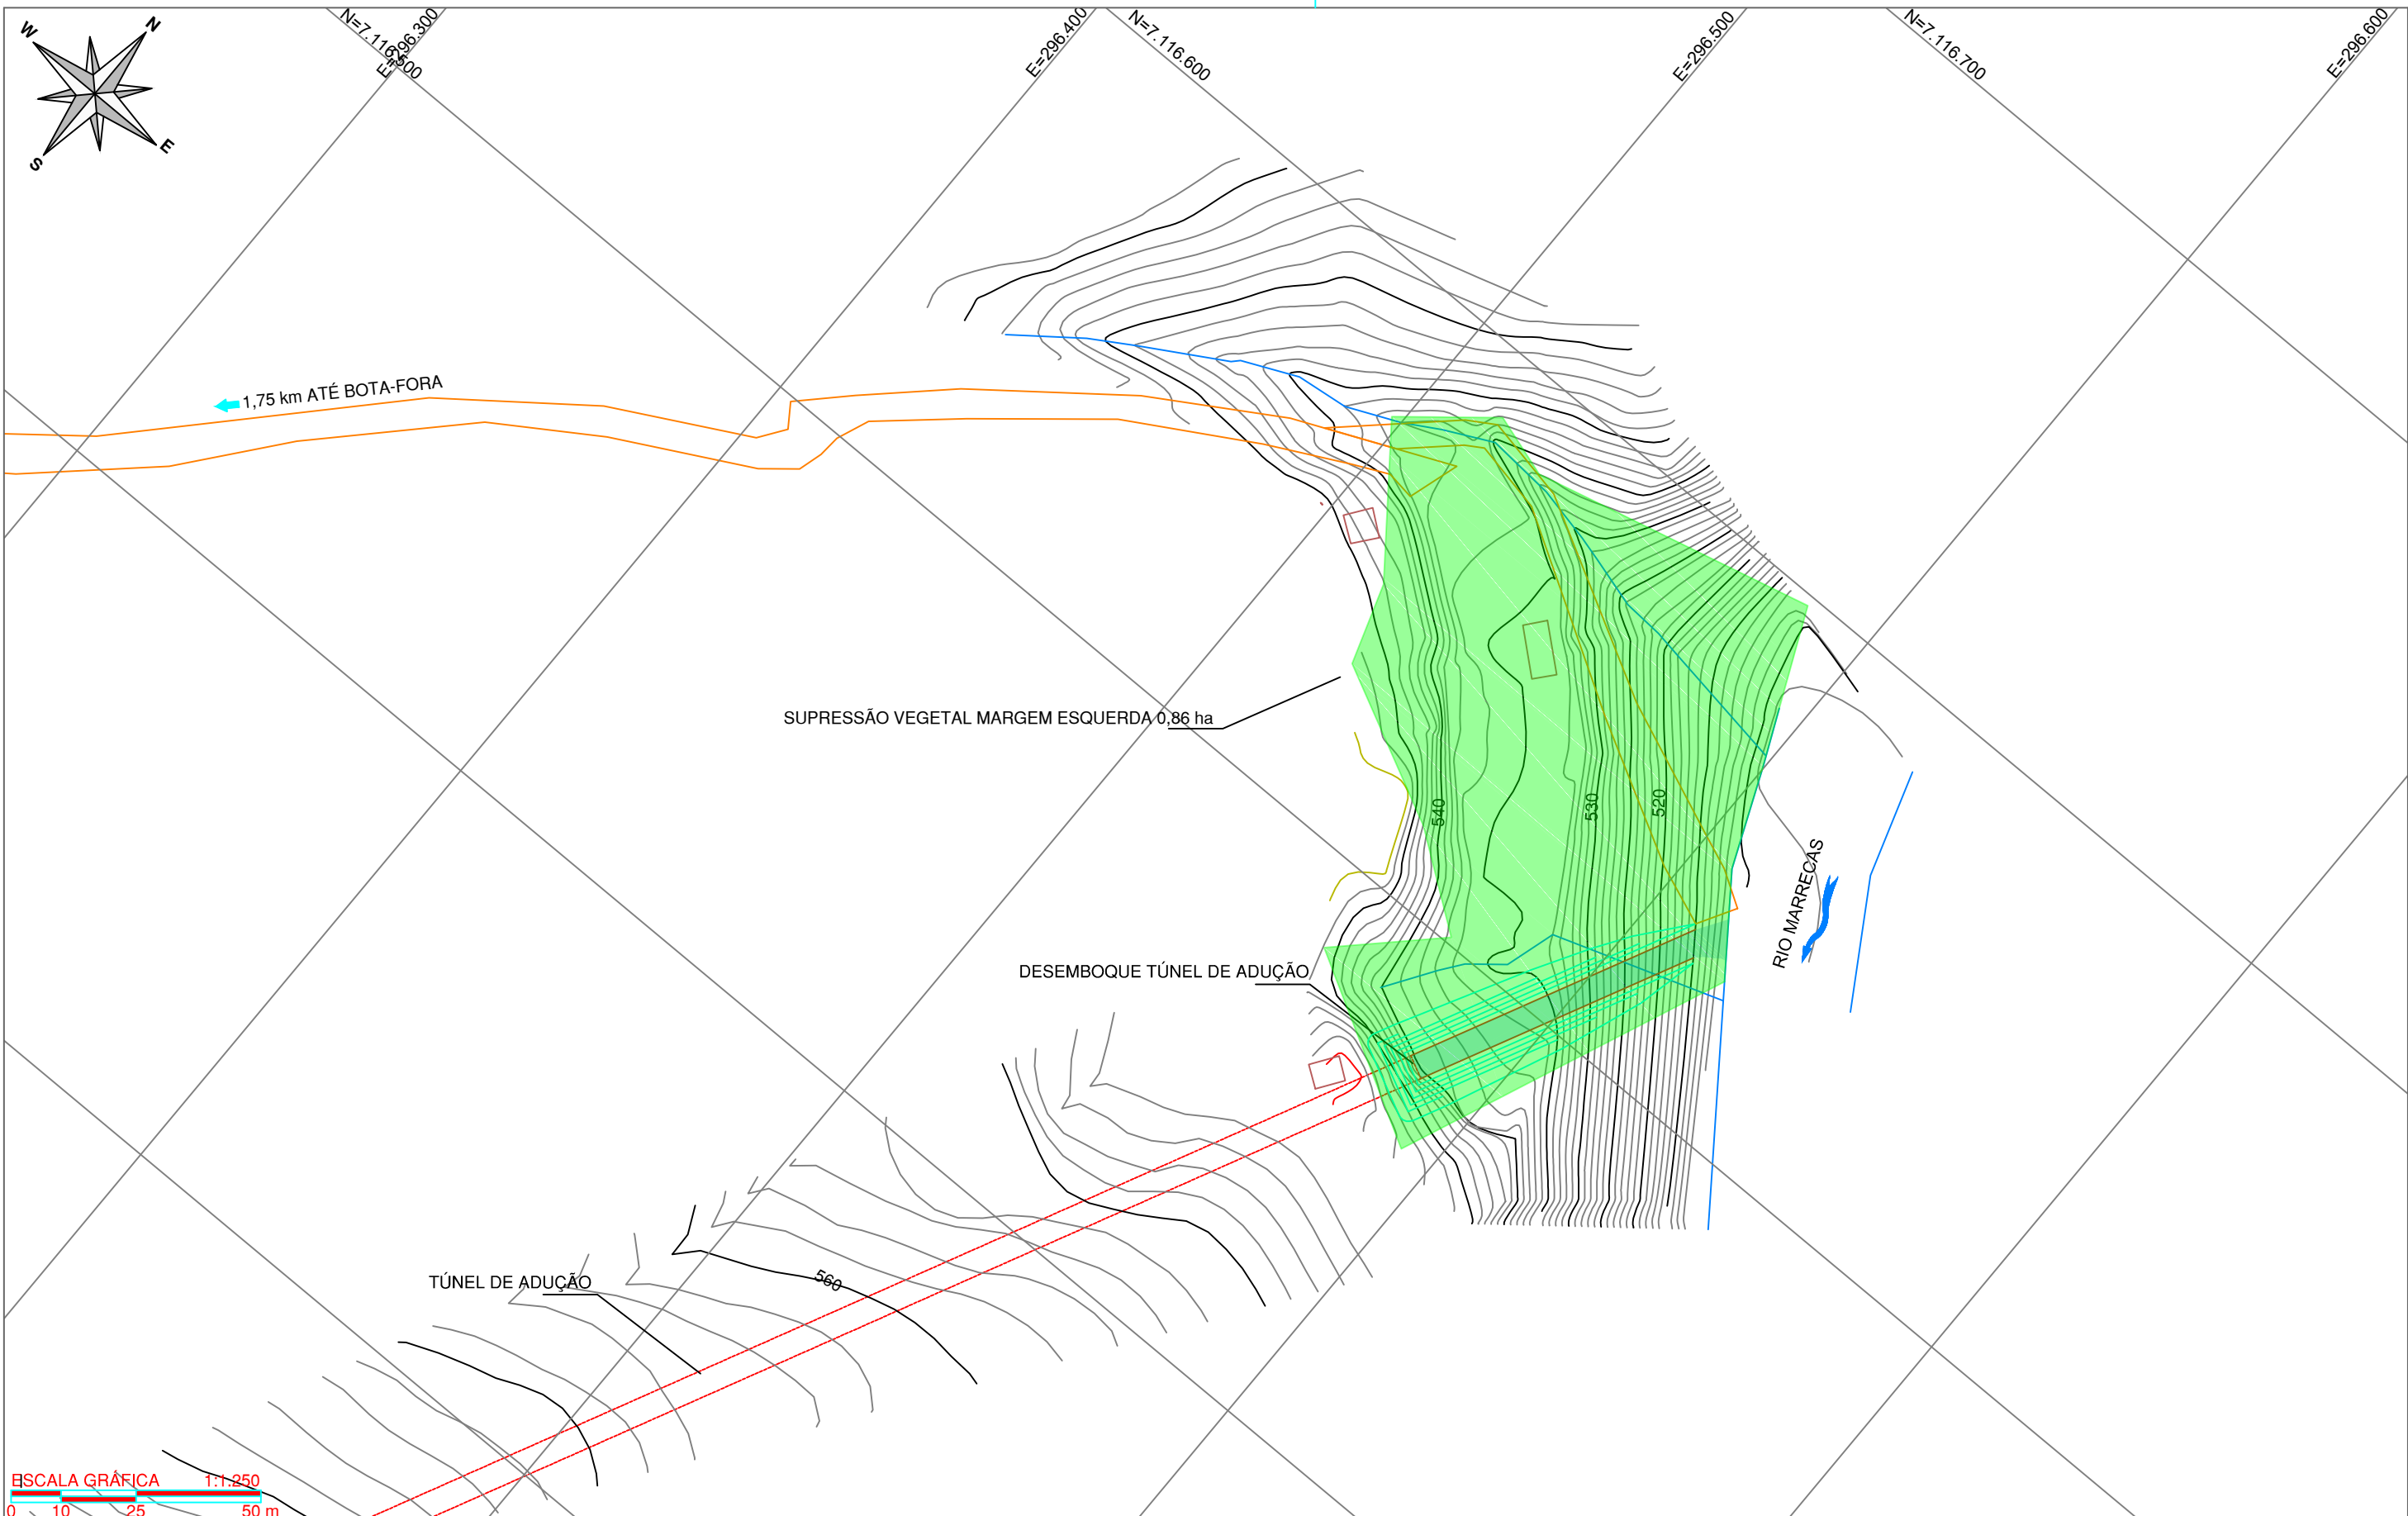 W
N
S
E
N=7.116.500
E=296.300
E=296.400
N=7.116.600
E=296.500
N=7.116.700
E=296.600
1,75 km ATÉ BOTA-FORA
SUPRESSÃO VEGETAL MARGEM ESQUERDA 0,86 ha
540
530
520
RIO MARRECAS
DESEMBOQUE TÚNEL DE ADUÇÃO
TÚNEL DE ADUÇÃO
560
ESCALA GRÁFICA 1:1.250
0 10 25 50 m